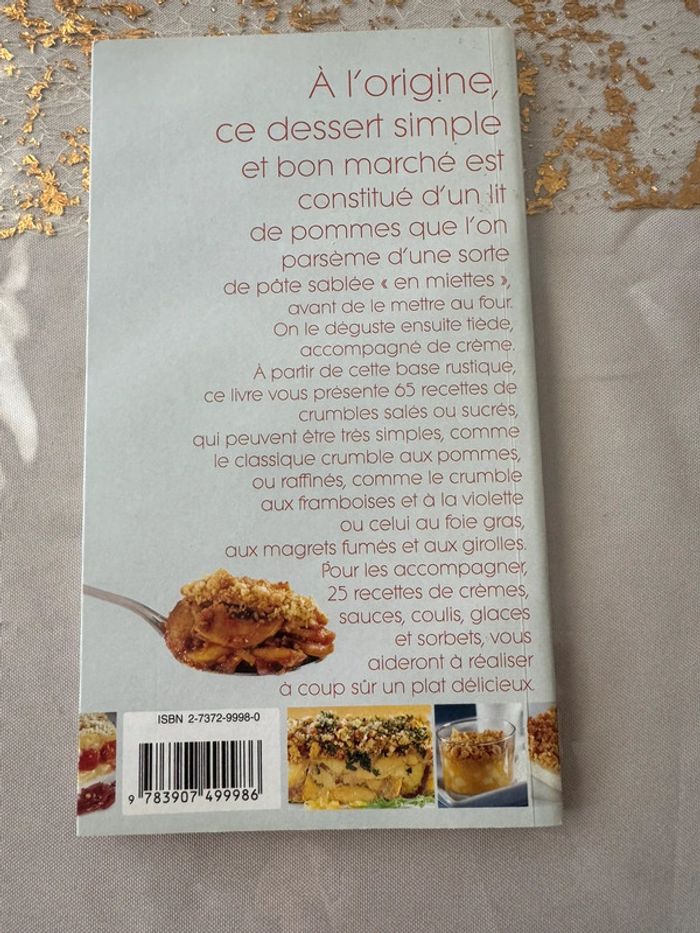 À l'origine,
ce dessert simple
et bon marché est
constitué d'un lit
de pommes que l'on
parsème d'une sorte
de pâte sablée « en miettes »,
avant de le mettre au four.
On le déguste ensuite tiède,
accompagné de crème.
À partir de cette base rustique,
ce livre vous présente 65 recettes de
crumbles salés ou sucrés,
qui peuvent être très simples, comme
le classique crumble aux pommes,
ou raffinés, comme le crumble
aux framboises et à la violette
ou celui au foie gras,
aux magrets fumés et aux girolles.
Pour les accompagner,
25 recettes de crèmes,
sauces, coulis, glaces
et sorbets, vous
aideront à réaliser
à coup sûr un plat délicieux.
ISBN 2-7372-9998-0
9 783907 499986